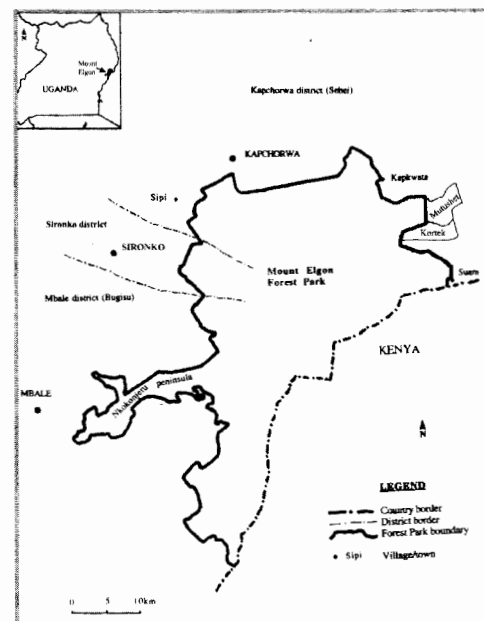 N
Mount
Elgon
UGANDA
Kapchorwa district (Sebei)
KAPCHORWA
Kapkwata
Sipi
Mutushet
Sironko district
Kortek
SIRONKO
Mount Elgon
Forest Park
Suam
Mbale district (Bugisu)
KENYA
Nkokonjeru peninsula
MBALE
N
LEGEND
Country border
District border
Forest Park boundary
Sipi Village/town
0 5 10km